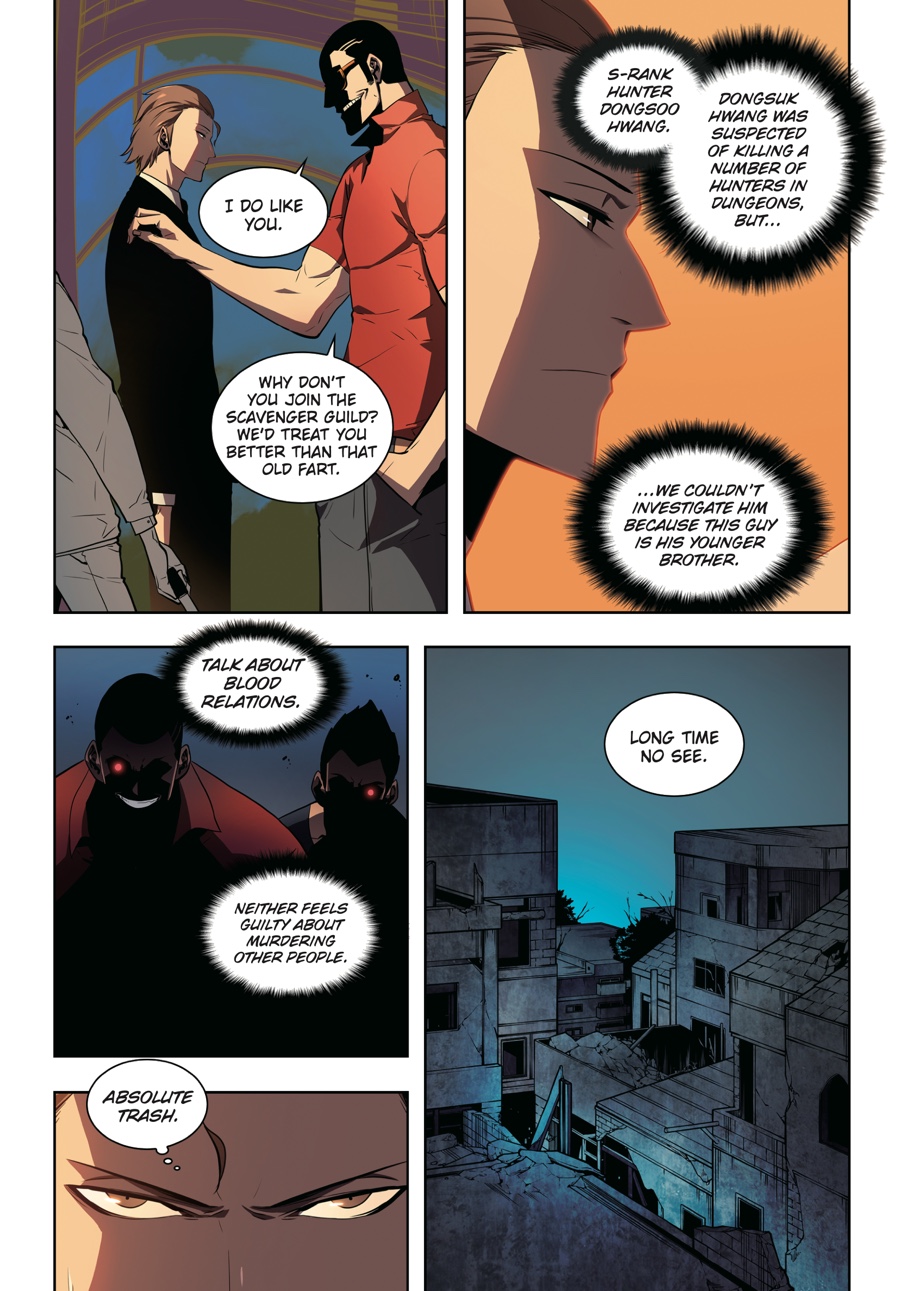 I DO LIKE
YOU.
WHY DON'T
YOU JOIN THE
SCAVENGER GUILD?
WE'D TREAT YOU
BETTER THAN THAT
OLD FART.
S-RANK
HUNTER
DONGSOO
HWANG.
DONGSUK
HWANG WAS
SUSPECTED
OF KILLING A
NUMBER OF
HUNTERS IN
DUNGEONS,
BUT...
...WE COULDN'T
INVESTIGATE HIM
BECAUSE THIS GUY
IS HIS YOUNGER
BROTHER.
TALK ABOUT
BLOOD
RELATIONS.
NEITHER FEELS
GUILTY ABOUT
MURDERING
OTHER PEOPLE.
ABSOLUTE
TRASH.
LONG TIME
NO SEE.